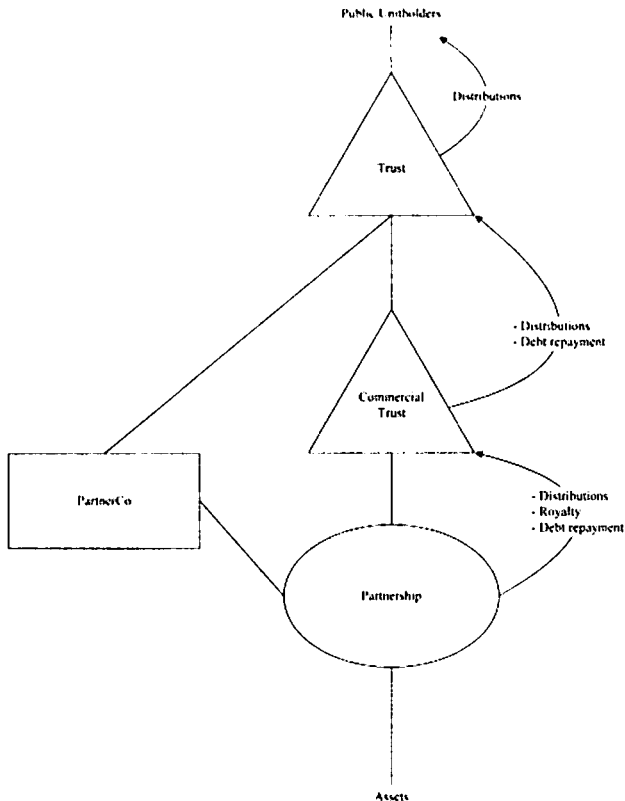 Public Unitholders
Distributions
Trust
- Distributions
- Debt repayment
Commercial
Trust
PartnerCo
- Distributions
- Royalty
- Debt repayment
Partnership
Assets